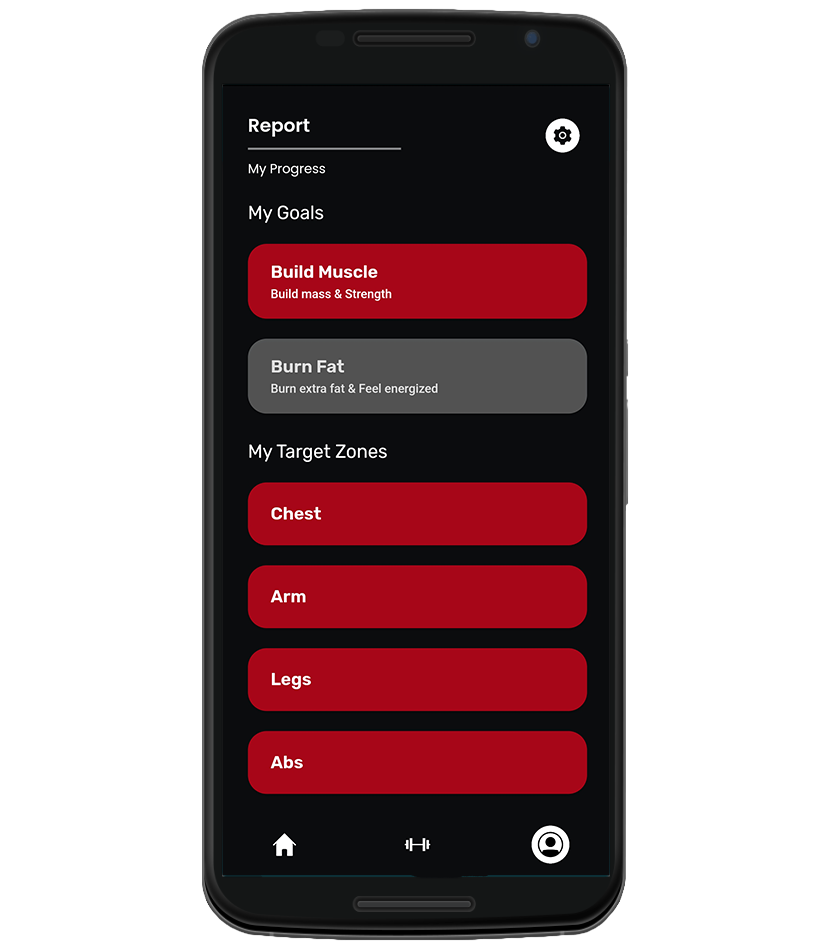 Report
My Progress
My Goals
Build Muscle
Build mass & Strength
Burn Fat
Burn extra fat & Feel energized
My Target Zones
Chest
Arm
Legs
Abs